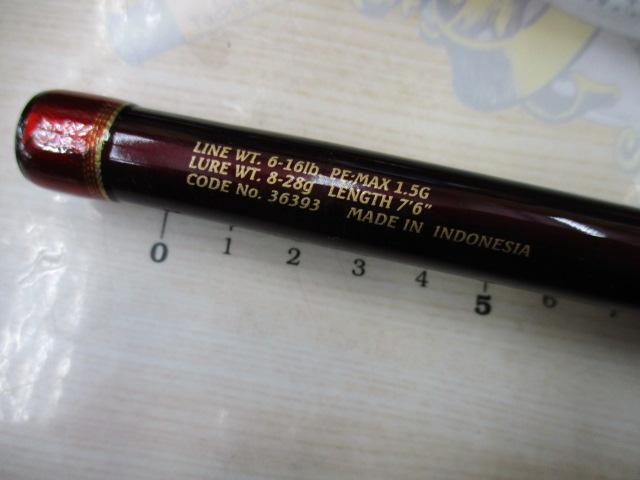 LINE WT. 6-16lb. PE:MAX 1.5G
LURE WT. 8-28g LENGTH 7'6"
CODE No. 36393 MADE IN INDONESIA
0 1 2 3 4 5 6